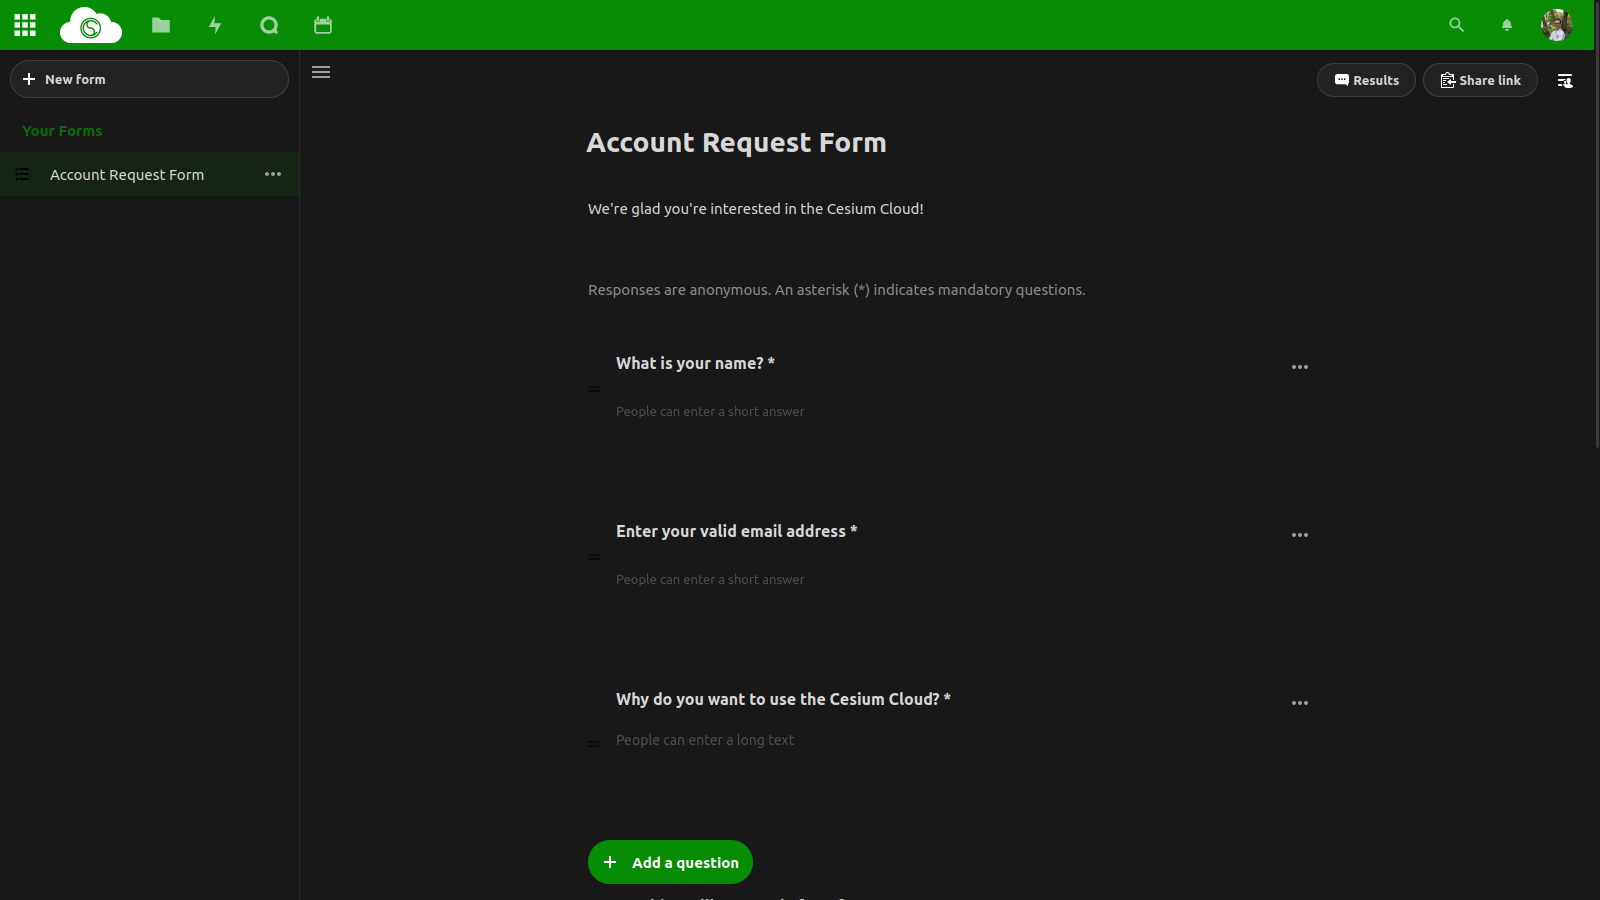 New form
Results
Share link
Your Forms
Account Request Form
Account Request Form
We're glad you're interested in the Cesium Cloud!
Responses are anonymous. An asterisk (*) indicates mandatory questions.
What is your name? *
People can enter a short answer
Enter your valid email address *
People can enter a short answer
Why do you want to use the Cesium Cloud? *
People can enter a long text
Add a question